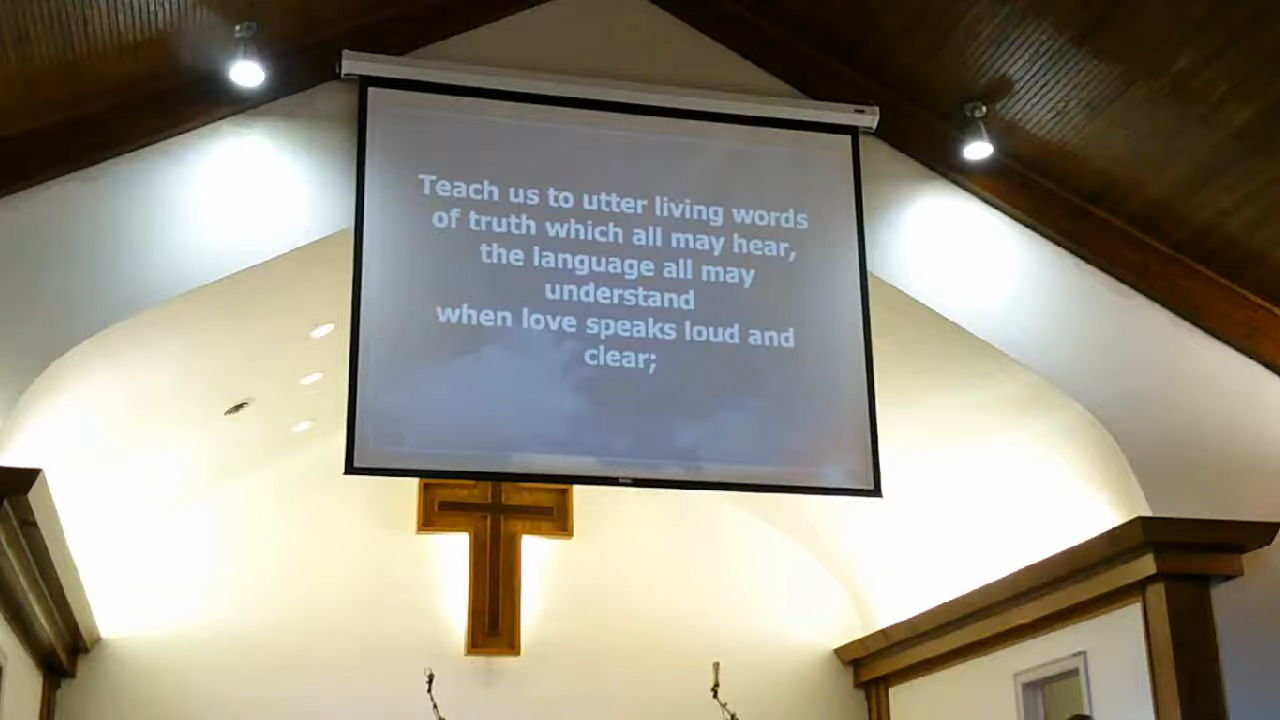 Teach us to utter living words
of truth which all may hear,
the language all may
understand
when love speaks loud and
clear;